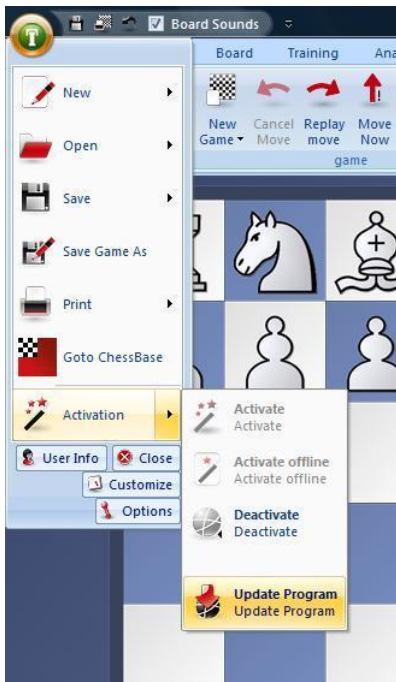 T
Board Sounds
Board Training Ana
New
New Game
Cancel Move
Replay move
Move Now
game
Open
Save
Save Game As
Print
Goto ChessBase
Activation
User Info
Close
Customize
Options
Activate
Activate
Activate offline
Activate offline
Deactivate
Deactivate
Update Program
Update Program